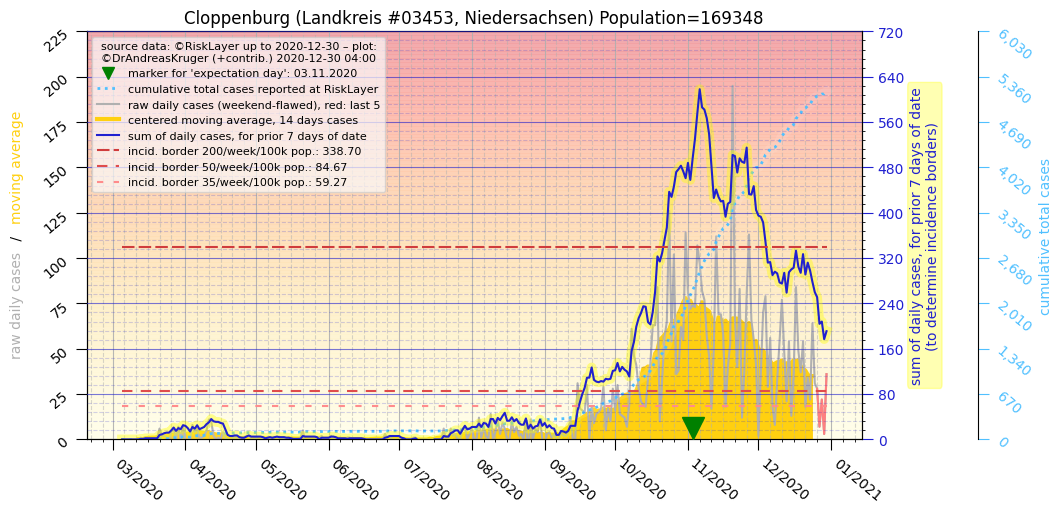 Cloppenburg (Landkreis #03453, Niedersachsen) Population=169348
source data: ©RiskLayer up to 2020-12-30 – plot:
©DrAndreasKruger (+contrib.) 2020-12-30 04:00
marker for 'expectation day': 03.11.2020
cumulative total cases reported at RiskLayer
raw daily cases (weekend-flawed), red: last 5
centered moving average, 14 days cases
sum of daily cases, for prior 7 days of date
incid. border 200/week/100k pop.: 338.70
incid. border 50/week/100k pop.: 84.67
incid. border 35/week/100k pop.: 59.27
raw daily cases / moving average
225
200
175
150
125
100
75
50
25
0
03/2020
04/2020
05/2020
06/2020
07/2020
08/2020
09/2020
10/2020
11/2020
12/2020
01/2021
720
640
560
480
400
320
240
160
80
0
sum of daily cases, for prior 7 days of date
(to determine incidence borders)
6,030
5,360
4,690
4,020
3,350
2,680
2,010
1,340
670
0
cumulative total cases